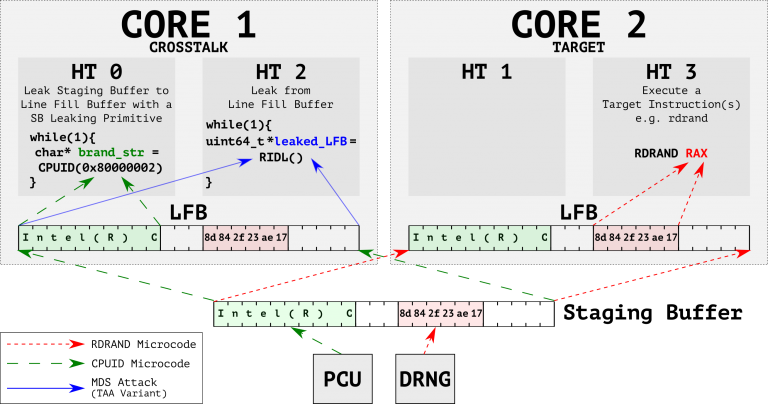 CORE 1
CROSSTALK
HT 0
Leak Staging Buffer to
Line Fill Buffer with a
SB Leaking Primitive
while(1){
char* brand_str =
CPUID(0x80000002)
}
HT 2
Leak from
Line Fill Buffer
while(1){
uint64_t *leaked_LFB =
RIDL()
}
LFB
Intel(R) C
8d 84 2f 23 ae 17
CORE 2
TARGET
HT 1
HT 3
Execute a
Target Instruction(s)
e.g. rdrand
RDRAND RAX
LFB
Intel(R) C
8d 84 2f 23 ae 17
Intel(R) C
8d 84 2f 23 ae 17
Staging Buffer
PCU
DRNG
RDRAND Microcode
CPUID Microcode
MDS Attack
(TAA Variant)